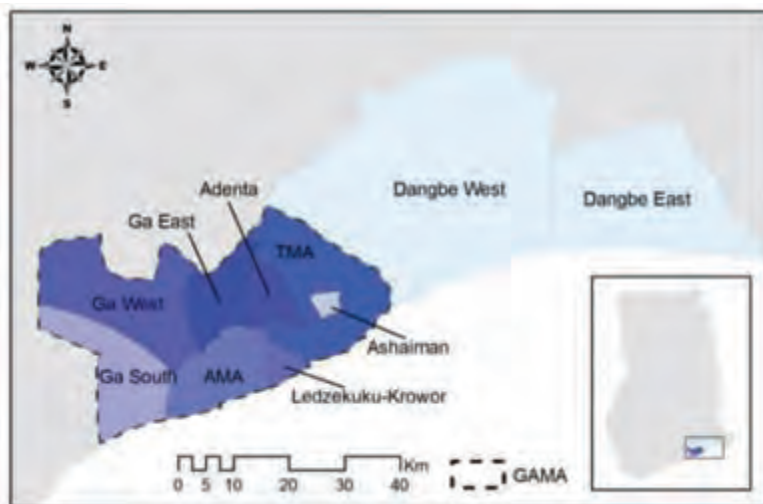 N
W E
S
Adenta
Ga East
Dangbe West
Dangbe East
TMA
Ga West
Ashaiman
Ga South
AMA
Ledzekuku-Krowor
Km
0 5 10 20 30 40
GAMA